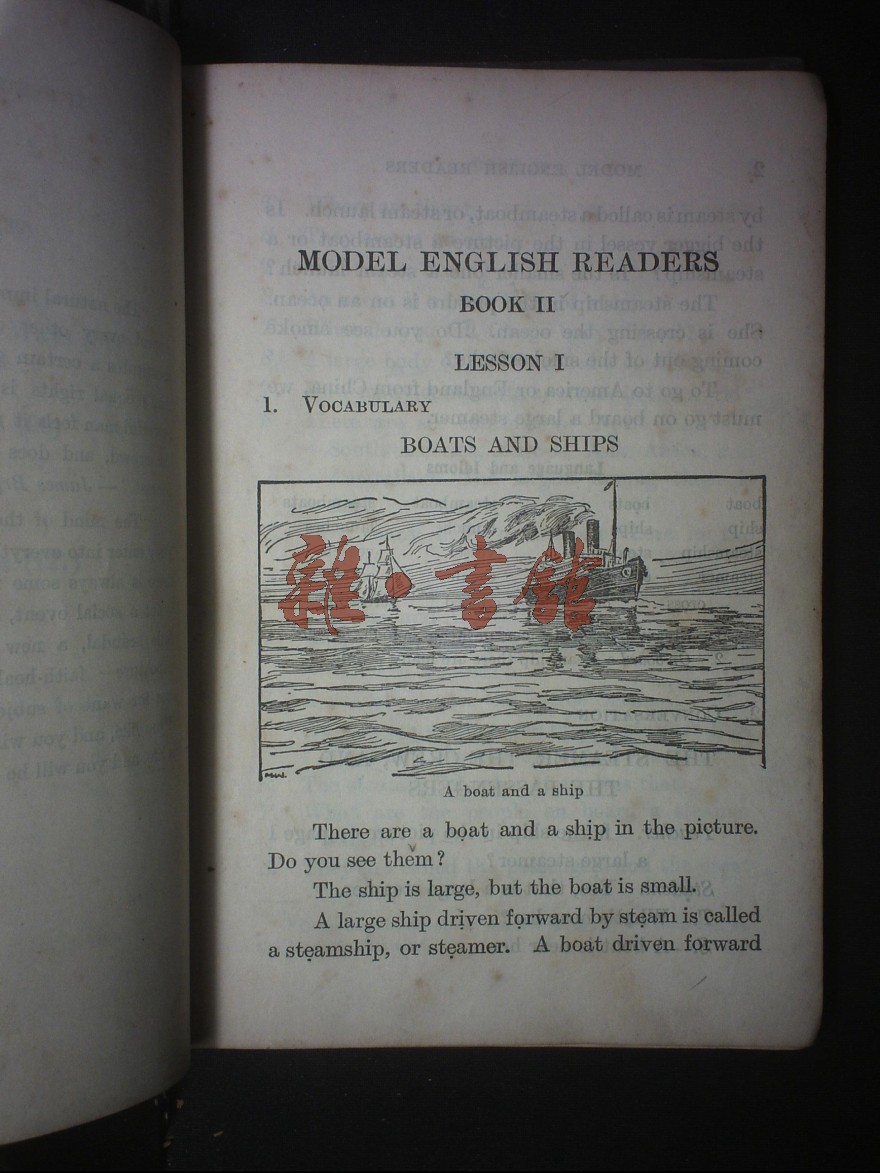 MODEL ENGLISH READERS
BOOK II
LESSON I
1. VOCABULARY
BOATS AND SHIPS
雜·書館
A boat and a ship
There are a boat and a ship in the picture.
Do you see them?
The ship is large, but the boat is small.
A large ship driven forward by steam is called
a steamship, or steamer. A boat driven forward